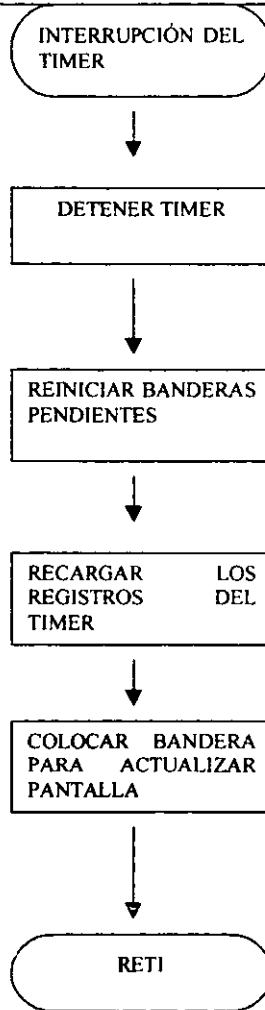 INTERRUPCIÓN DEL
TIMER
DETENER TIMER
REINICIAR BANDERAS
PENDIENTES
RECARGAR LOS
REGISTROS DEL
TIMER
COLOCAR BANDERA
PARA ACTUALIZAR
PANTALLA
RETI